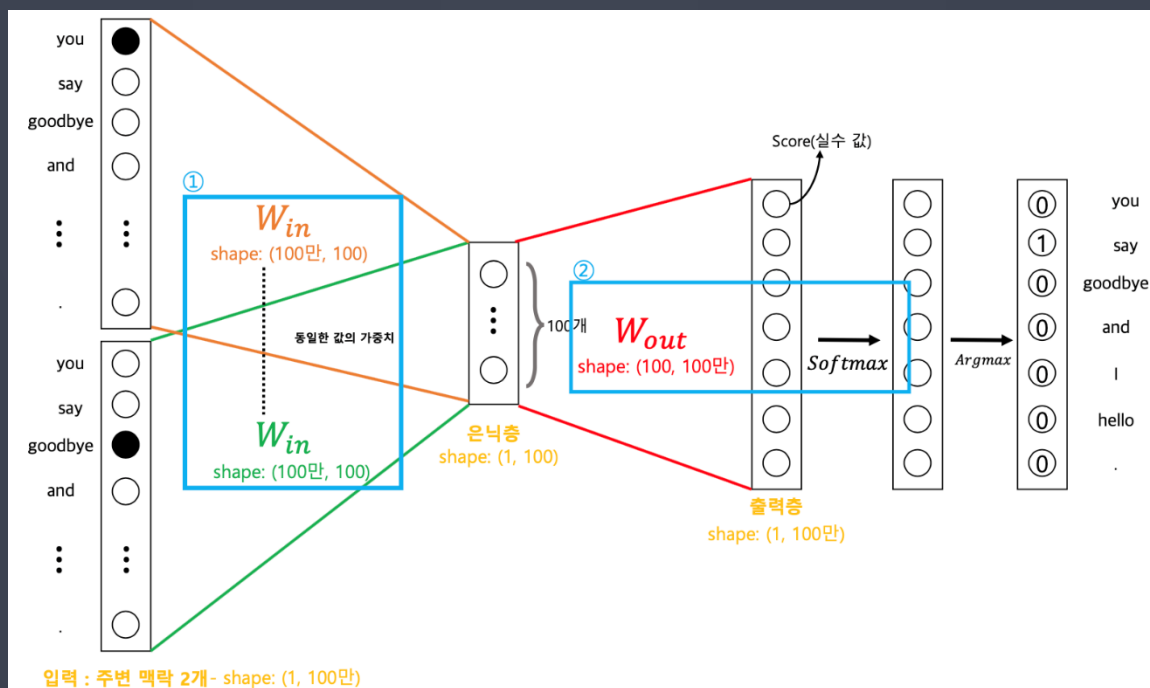 you
say
goodbye
and
.
you
say
goodbye
and
.
입력 : 주변 맥락 2개 - shape: (1, 100만)
①
W_in
shape: (100만, 100)
동일한 값의 가중치
W_in
shape: (100만, 100)
은닉층
shape: (1, 100)
100개
②
W_out
shape: (100, 100만)
Score(실수 값)
출력층
shape: (1, 100만)
Softmax
Argmax
0 you
1 say
0 goodbye
0 and
0 I
0 hello
0 .